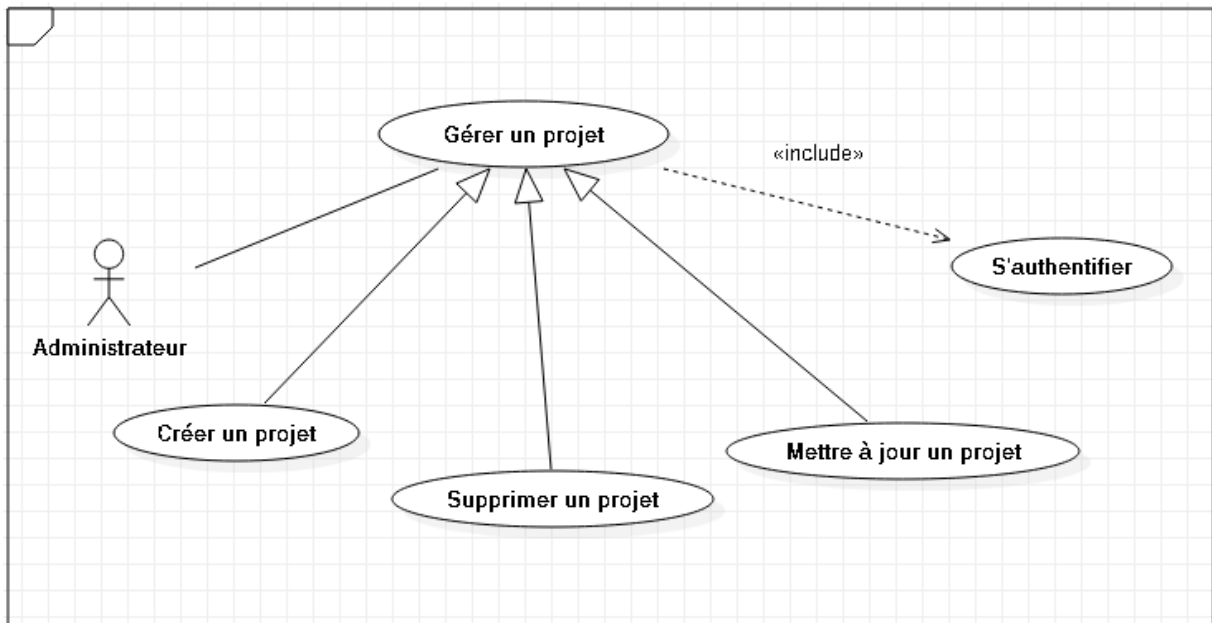 Gérer un projet
«include»
S'authentifier
Administrateur
Créer un projet
Mettre à jour un projet
Supprimer un projet